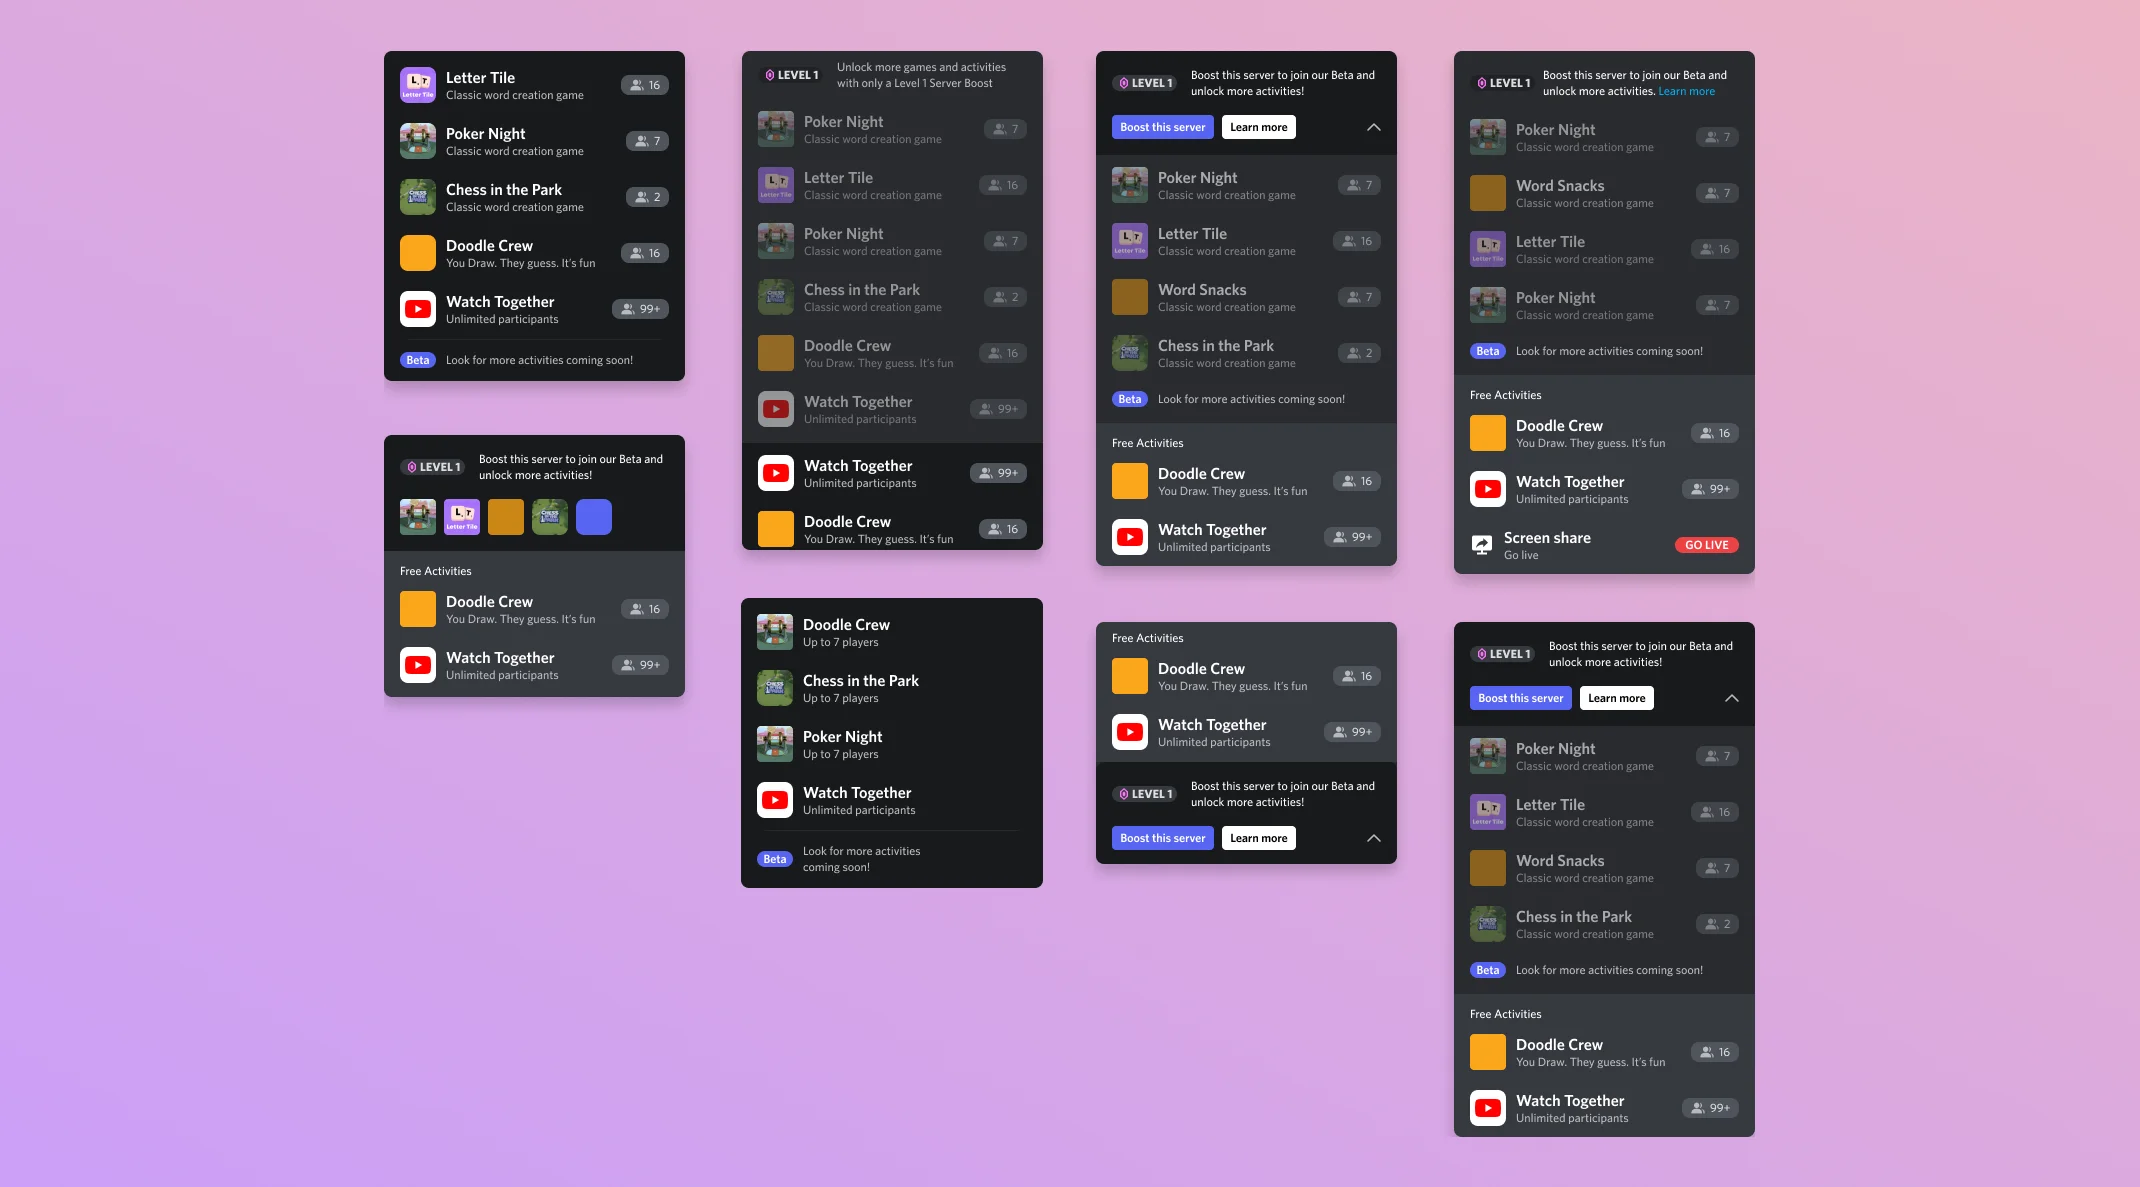 Letter Tile
Classic word creation game
16
Poker Night
Classic word creation game
7
Chess in the Park
Classic word creation game
2
Doodle Crew
You Draw. They guess. It's fun
16
Watch Together
Unlimited participants
99+
Beta
Look for more activities coming soon!
LEVEL 1
Boost this server to join our Beta and
unlock more activities!
Free Activities
Doodle Crew
You Draw. They guess. It's fun
16
Watch Together
Unlimited participants
99+
LEVEL 1
Unlock more games and activities
with only a Level 1 Server Boost
Poker Night
Classic word creation game
7
Letter Tile
Classic word creation game
16
Poker Night
Classic word creation game
7
Chess in the Park
Classic word creation game
2
Doodle Crew
You Draw. They guess. It's fun
16
Watch Together
Unlimited participants
99+
Watch Together
Unlimited participants
99+
Doodle Crew
You Draw. They guess. It's fun
16
Doodle Crew
Up to 7 players
Chess in the Park
Up to 7 players
Poker Night
Up to 7 players
Watch Together
Unlimited participants
Beta
Look for more activities
coming soon!
LEVEL 1
Boost this server to join our Beta and
unlock more activities!
Boost this server
Learn more
Poker Night
Classic word creation game
7
Letter Tile
Classic word creation game
16
Word Snacks
Classic word creation game
7
Chess in the Park
Classic word creation game
2
Beta
Look for more activities coming soon!
Free Activities
Doodle Crew
You Draw. They guess. It's fun
16
Watch Together
Unlimited participants
99+
Free Activities
Doodle Crew
You Draw. They guess. It's fun
16
Watch Together
Unlimited participants
99+
LEVEL 1
Boost this server to join our Beta and
unlock more activities!
Boost this server
Learn more
LEVEL 1
Boost this server to join our Beta and
unlock more activities. Learn more
Poker Night
Classic word creation game
7
Word Snacks
Classic word creation game
7
Letter Tile
Classic word creation game
16
Poker Night
Classic word creation game
7
Beta
Look for more activities coming soon!
Free Activities
Doodle Crew
You Draw. They guess. It's fun
16
Watch Together
Unlimited participants
99+
Screen share
Go live
GO LIVE
LEVEL 1
Boost this server to join our Beta and
unlock more activities!
Boost this server
Learn more
Poker Night
Classic word creation game
7
Letter Tile
Classic word creation game
16
Word Snacks
Classic word creation game
7
Chess in the Park
Classic word creation game
2
Beta
Look for more activities coming soon!
Free Activities
Doodle Crew
You Draw. They guess. It's fun
16
Watch Together
Unlimited participants
99+